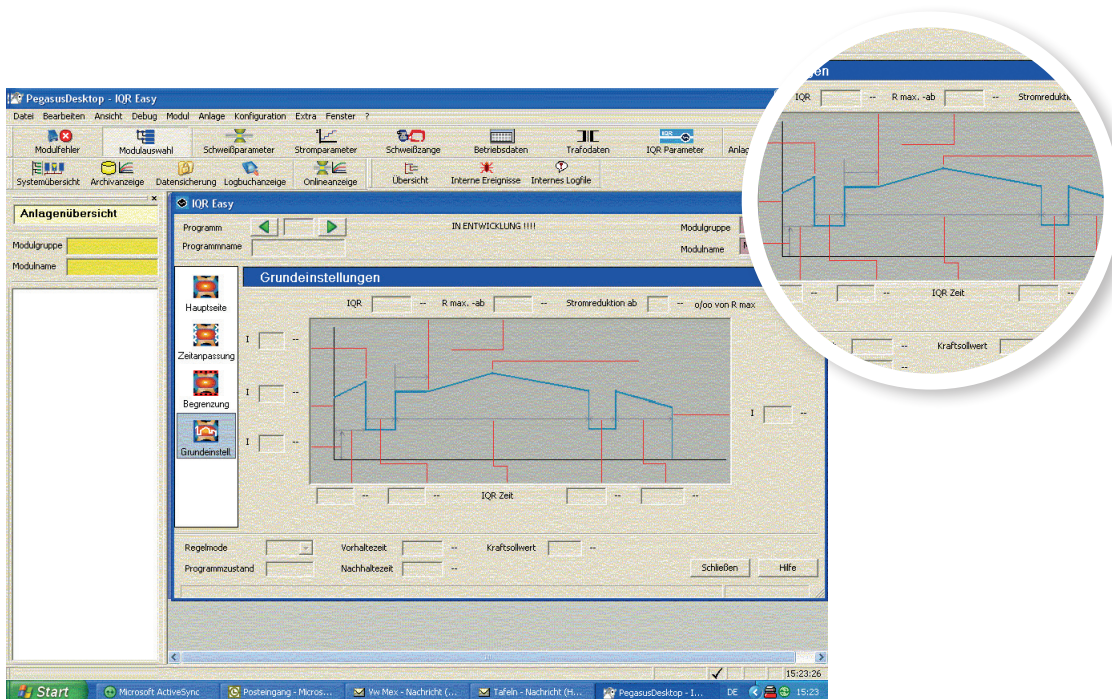 PegasusDesktop - IQR Easy
Datei Bearbeiten Ansicht Debug Modul Anlage Konfiguration Extra Fenster ?
Modulfehler Modulauswahl Schweißparameter Stromparameter Schweißzange Betriebsdaten Trafodaten IQR Parameter Anlag
Systemübersicht Archivanzeige Datensicherung Logbuchanzeige Onlineanzeige Übersicht Interne Ereignisse Internes Logfile
Anlagenübersicht
Modulgruppe
Modulname
IQR Easy
Programm IN ENTWICKLUNG !!!! Modulgruppe
Programmname Modulname
Grundeinstellungen
Hauptseite
Zeitanpassung
Begrenzung
Grundeinstell.
IQR -- R max. -ab -- Stromreduktion ab -- o/oo von R max
I --
I --
I --
I --
-- -- IQR Zeit -- --
Regelmode Vorhaltezeit -- Kraftsollwert --
Programmzustand Nachhaltezeit --
Schließen Hilfe
15:23:26
Start Microsoft ActiveSync Posteingang - Micros... Vw Mex - Nachricht (... Tafeln - Nachricht (H... PegasusDesktop - I... DE 15:23
gen
IQR -- R max. -ab -- Stromreduktio
-- -- IQR Zeit --
-- Kraftsollwert
--